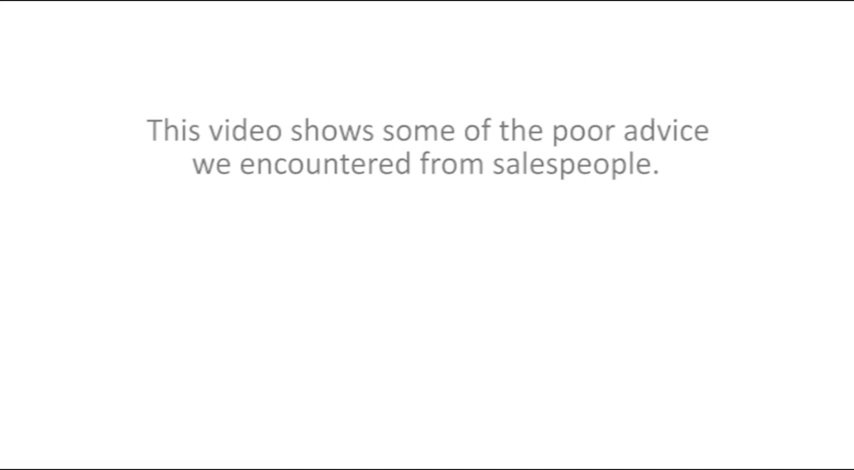 This video shows some of the poor advice
we encountered from salespeople.